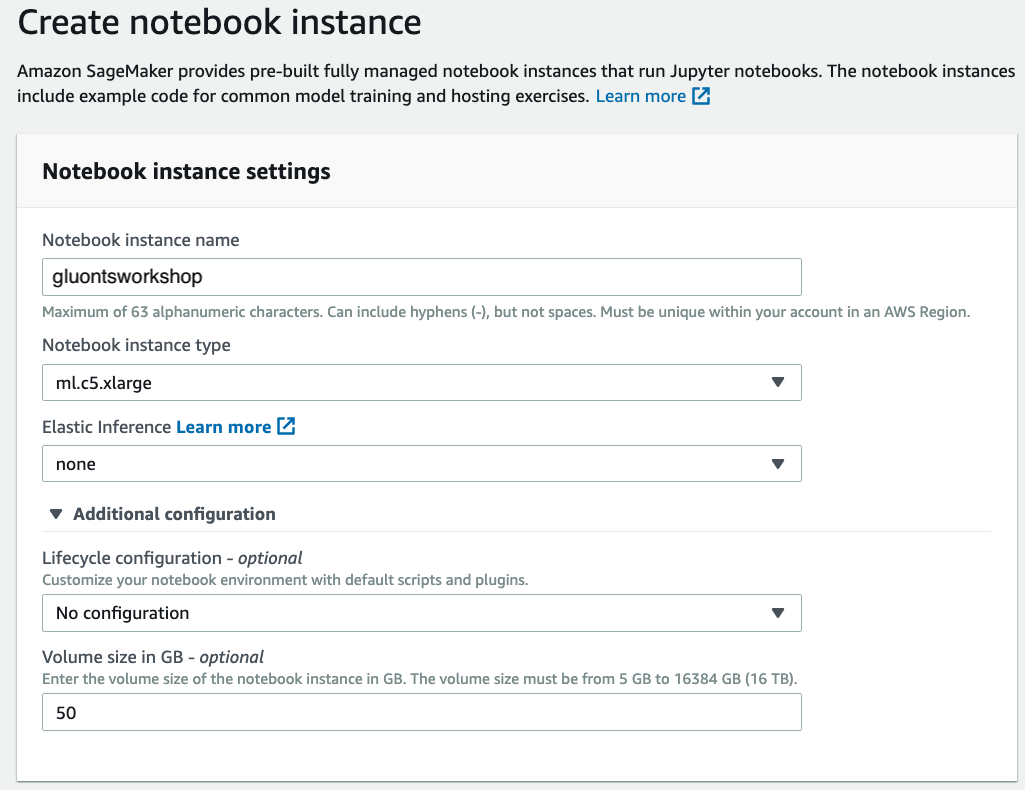 Create notebook instance
Amazon SageMaker provides pre-built fully managed notebook instances that run Jupyter notebooks. The notebook instances
include example code for common model training and hosting exercises. Learn more
Notebook instance settings
Notebook instance name
gluontsworkshop
Maximum of 63 alphanumeric characters. Can include hyphens (-), but not spaces. Must be unique within your account in an AWS Region.
Notebook instance type
ml.c5.xlarge
Elastic Inference Learn more
none
Additional configuration
Lifecycle configuration - optional
Customize your notebook environment with default scripts and plugins.
No configuration
Volume size in GB - optional
Enter the volume size of the notebook instance in GB. The volume size must be from 5 GB to 16384 GB (16 TB).
50